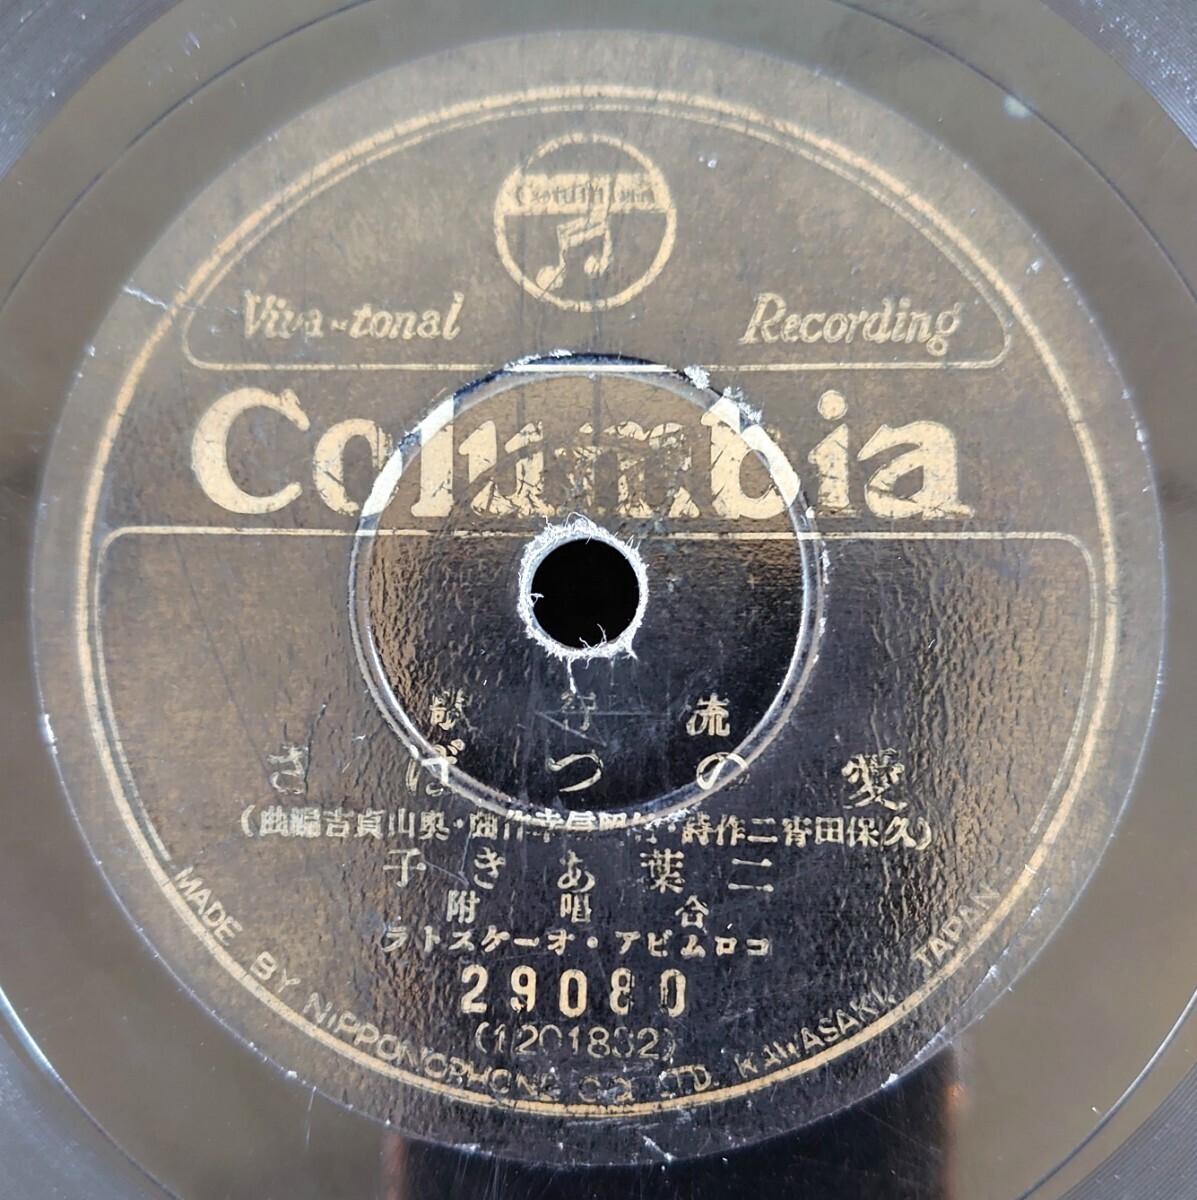 Columbia
Viva-tonal Recording
Columbia
流行歌
愛のつばさ
(久保田宵二作詩・竹岡信幸作曲・奥山貞吉編曲)
二葉あき子
合唱附
コロムビア・オーケストラ
29080
MADE BY NIPPONOPHONE CO., LTD. KAWASAKI, JAPAN.